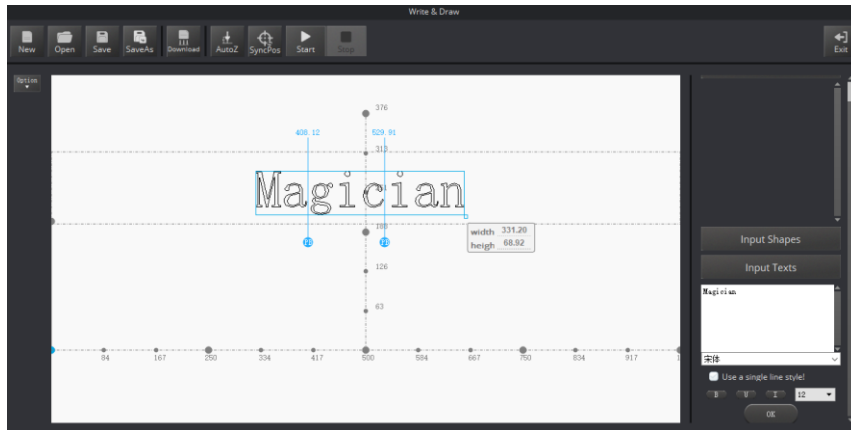 Write & Draw
New Open Save SaveAs Download AutoZ SyncPos Start Stop Exit
Option
376
408.12 529.91
313
Magician
189
width 331.20
heigh 68.92
126
63
84 167 250 334 417 500 584 667 750 834 917
Input Shapes
Input Texts
Magician
宋体
Use a single line style!
B U I 12
OK